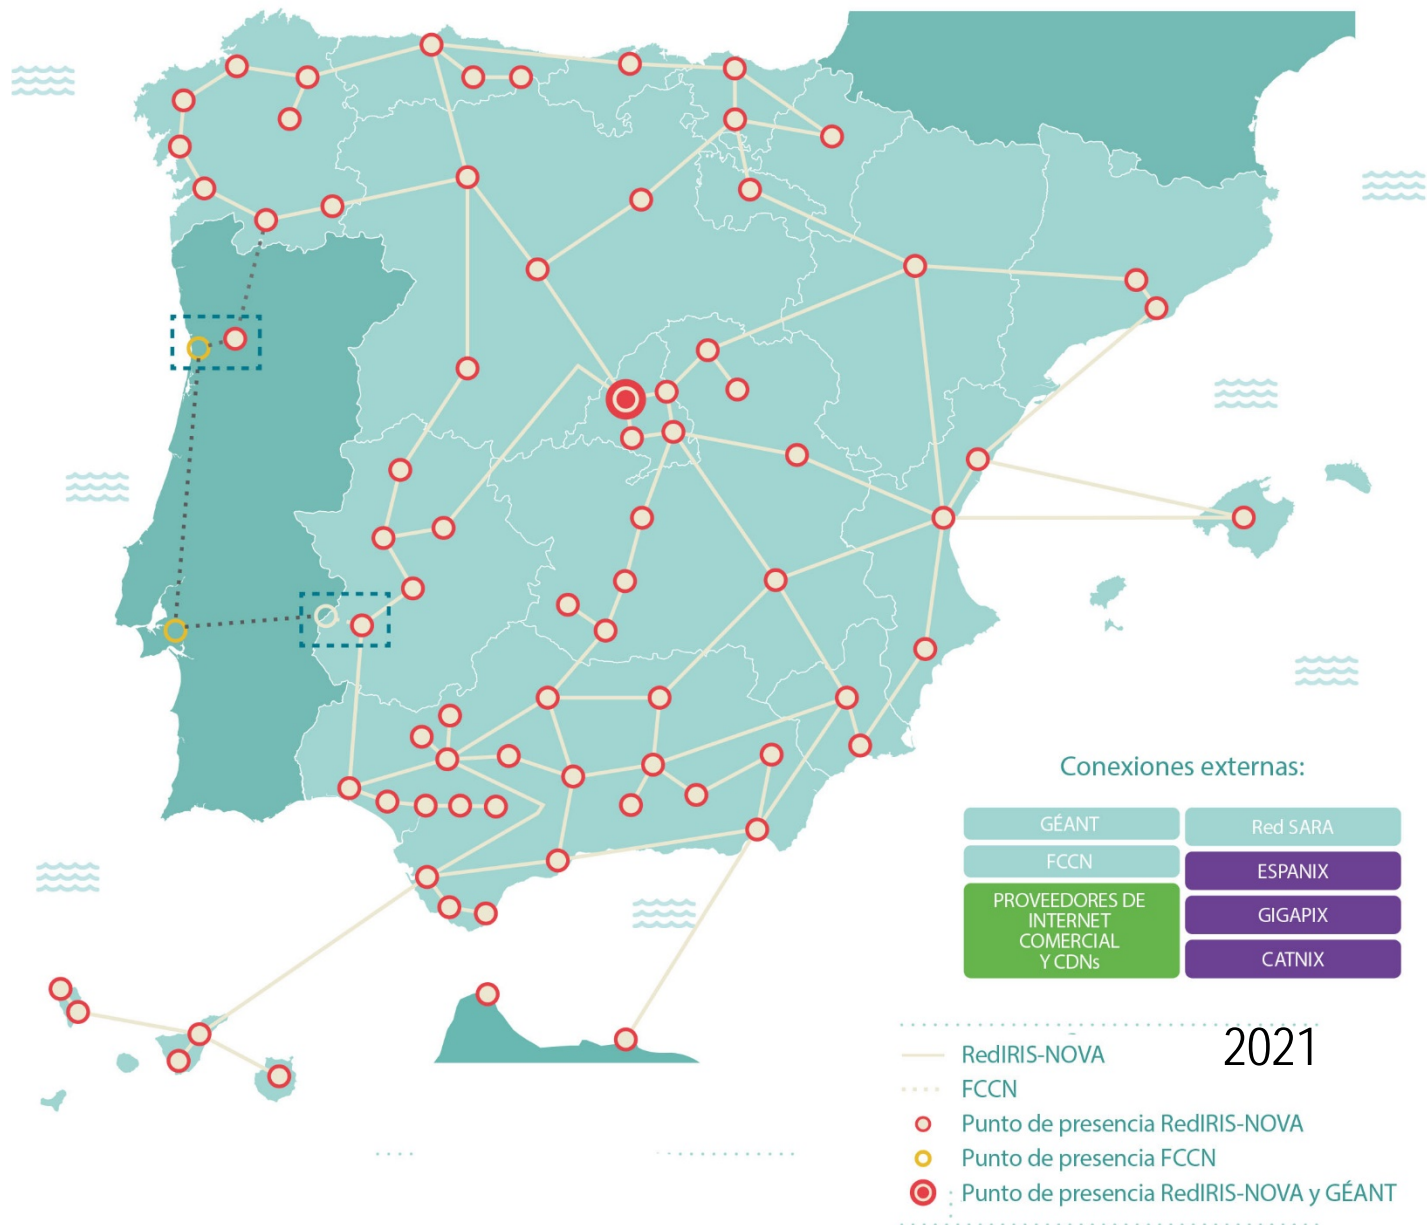 Conexiones externas:
GÉANT
Red SARA
FCCN
ESPANIX
PROVEEDORES DE
INTERNET
COMERCIAL
Y CDNs
GIGAPIX
CATNIX
2021
RedIRIS-NOVA
FCCN
Punto de presencia RedIRIS-NOVA
Punto de presencia FCCN
Punto de presencia RedIRIS-NOVA y GÉANT